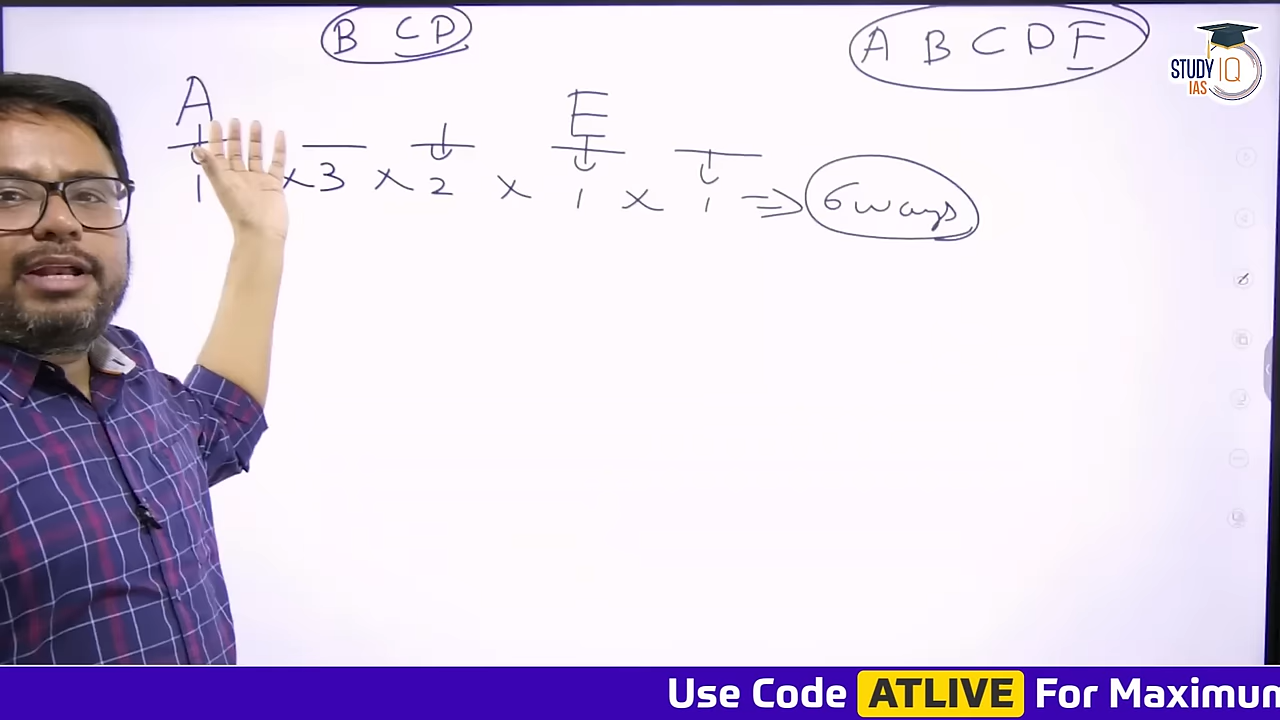 B C D
A B C D E
STUDY IQ
IAS
A E
1 x 3 x 2 x 1 x 1 => 6 ways
Use Code ATLIVE For Maximum